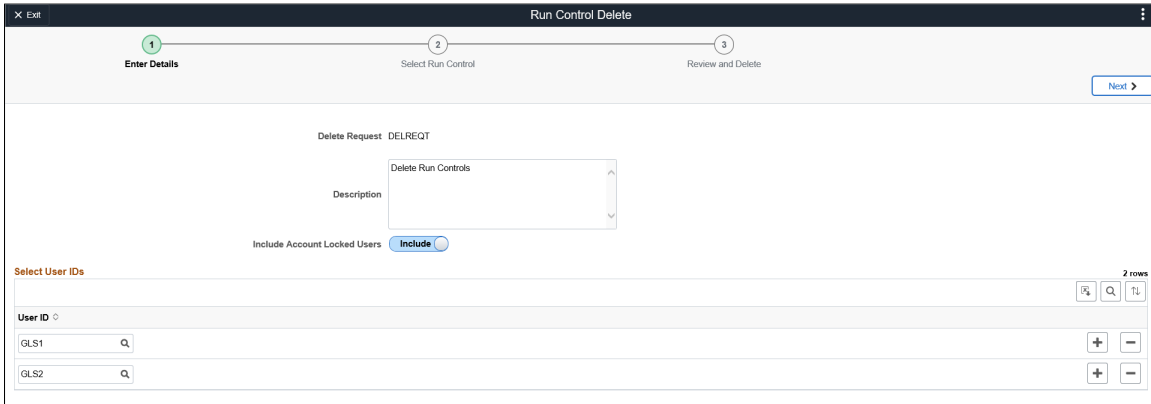 Exit
Run Control Delete
1
2
3
Enter Details
Select Run Control
Review and Delete
Next
Delete Request DELREQT
Delete Run Controls
Description
Include Account Locked Users Include
Select User IDs
2 rows
User ID
GLS1
GLS2